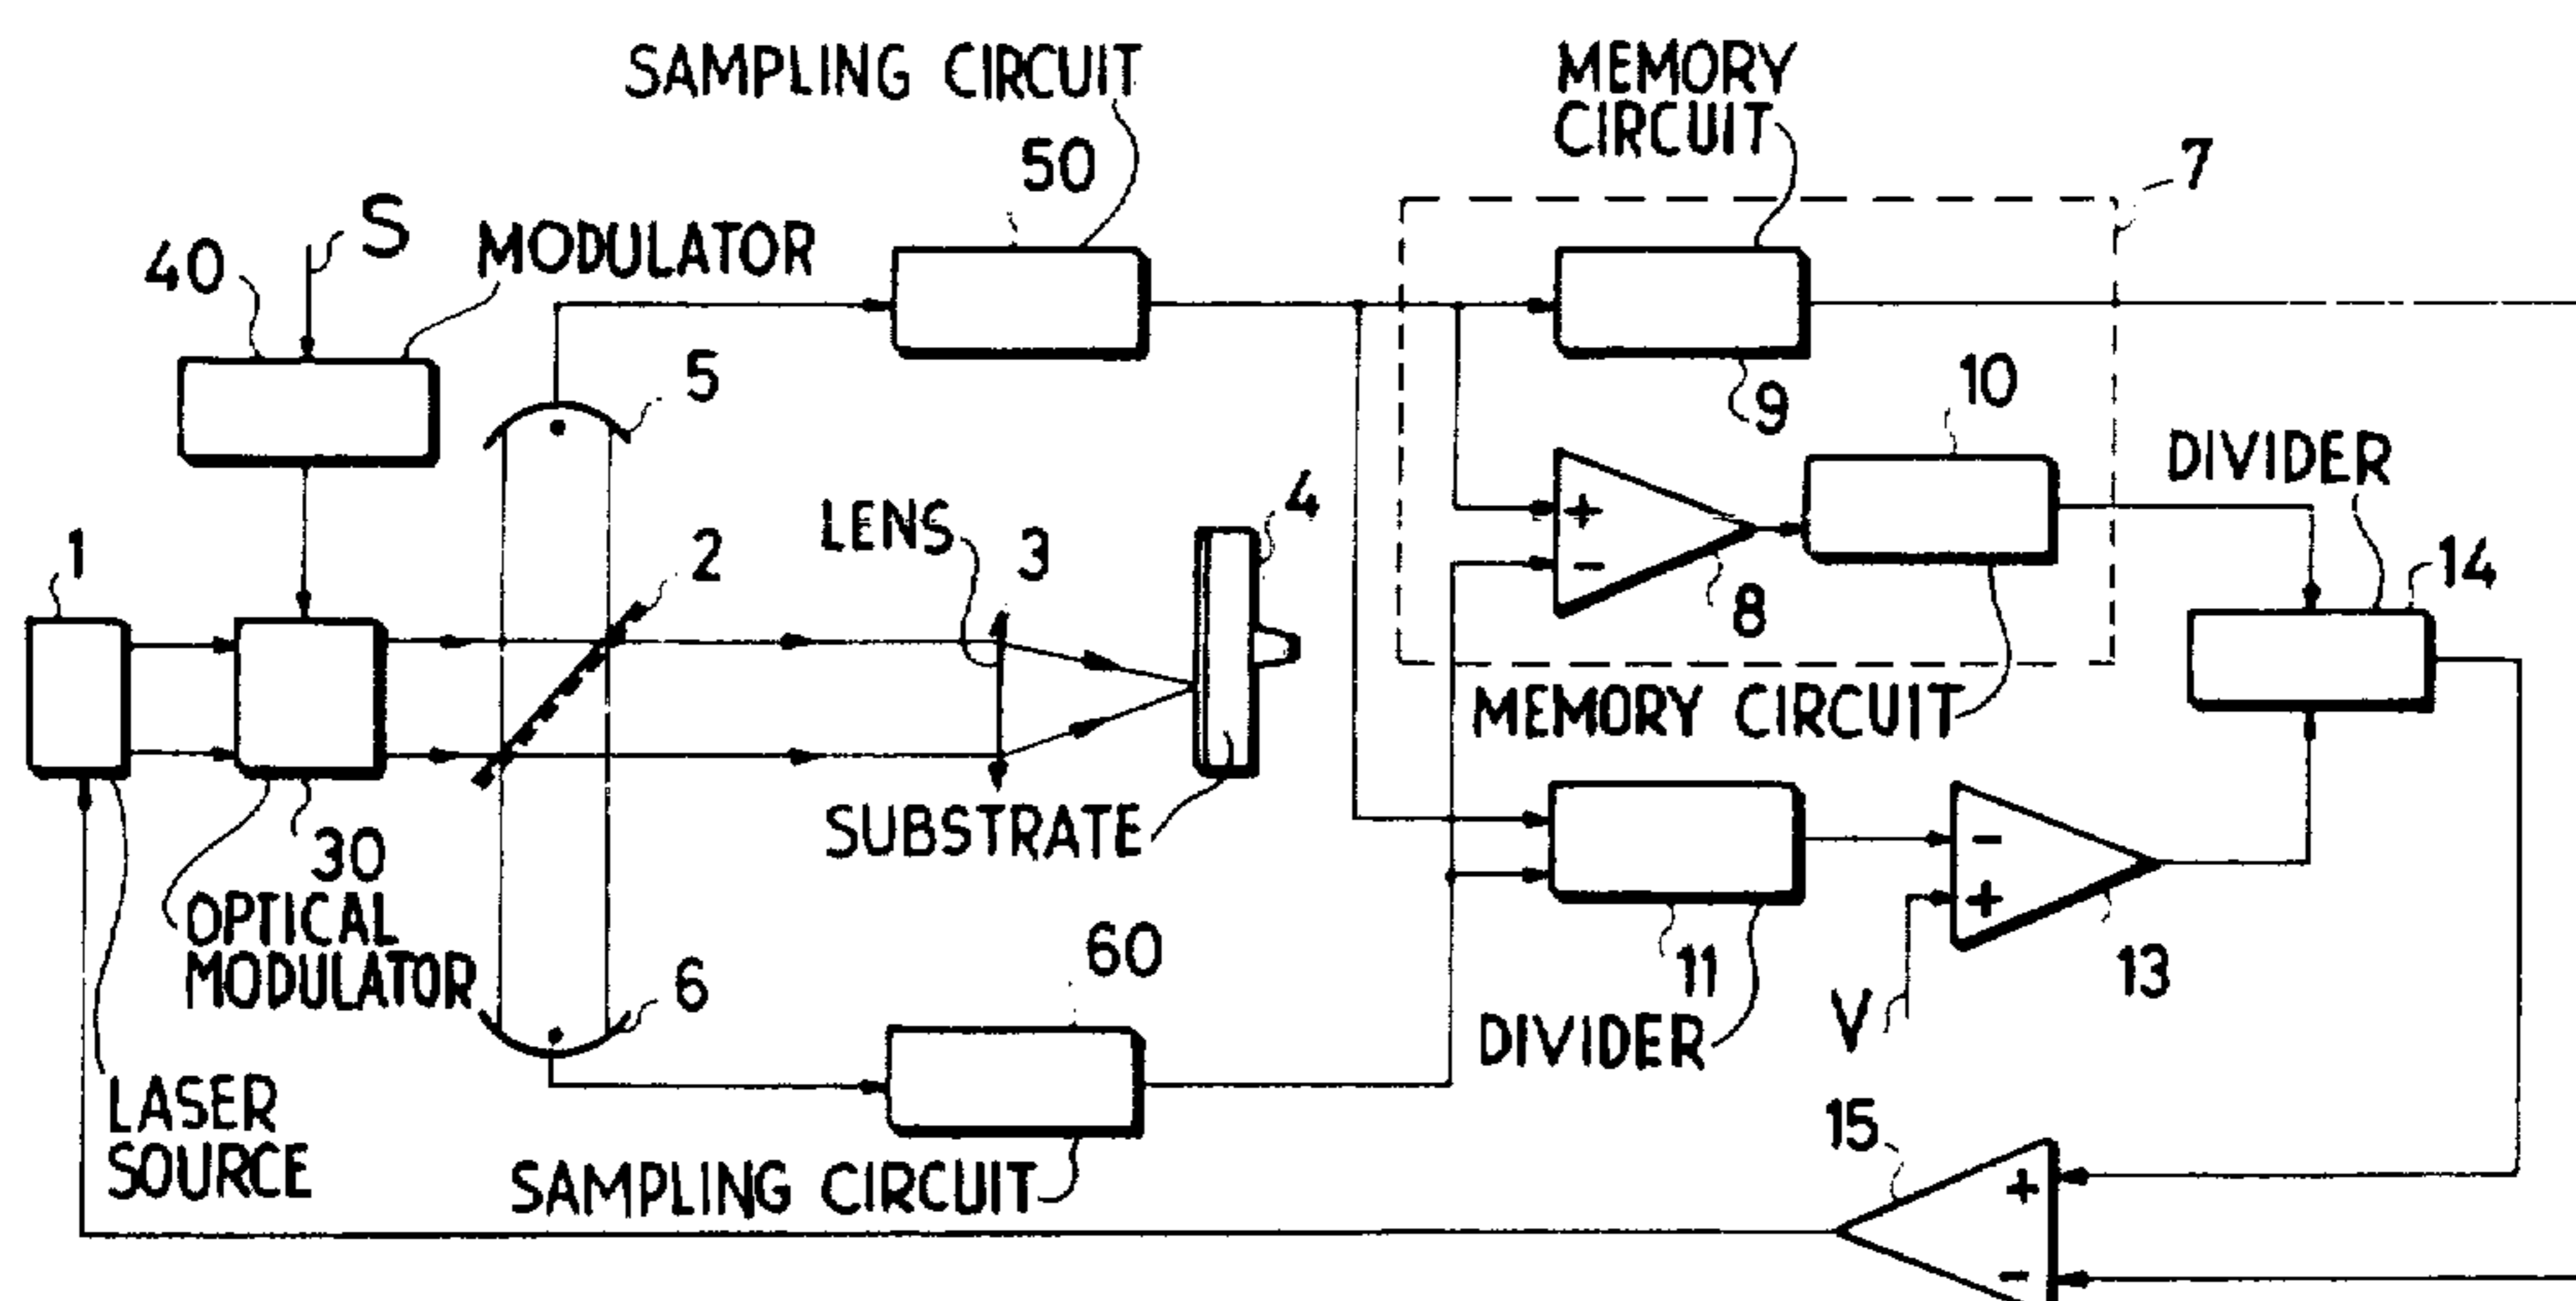 SAMPLING CIRCUIT
MEMORY
CIRCUIT
50
7
S
40
MODULATOR
5
9
10
DIVIDER
4
LENS
1
2
3
+
-
8
14
MEMORY CIRCUIT
SUBSTRATE
30
OPTICAL
MODULATOR
-
+
60
11
13
6
V
DIVIDER
LASER
SOURCE
15
SAMPLING CIRCUIT
+
-